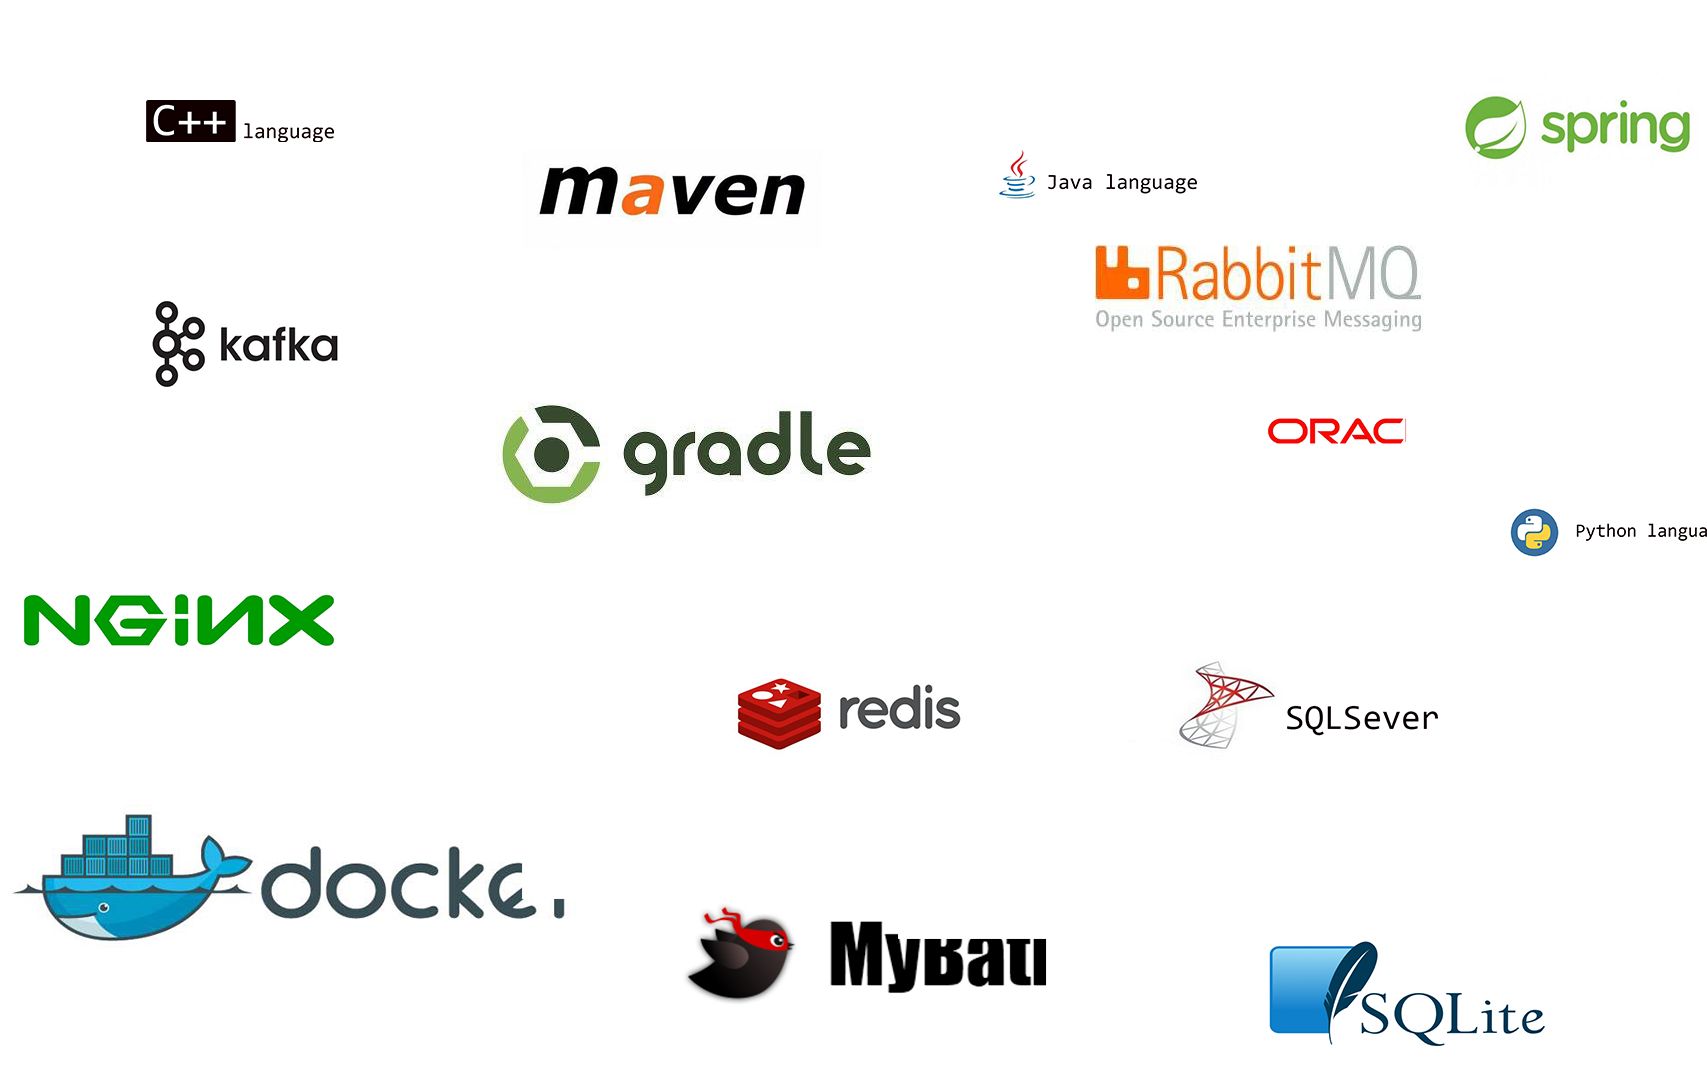 C++ language
maven
Java language
spring
RabbitMQ
Open Source Enterprise Messaging
kafka
gradle
ORAC
Python langua
NGiNX
redis
SQLSever
docker
MyBati
SQLite